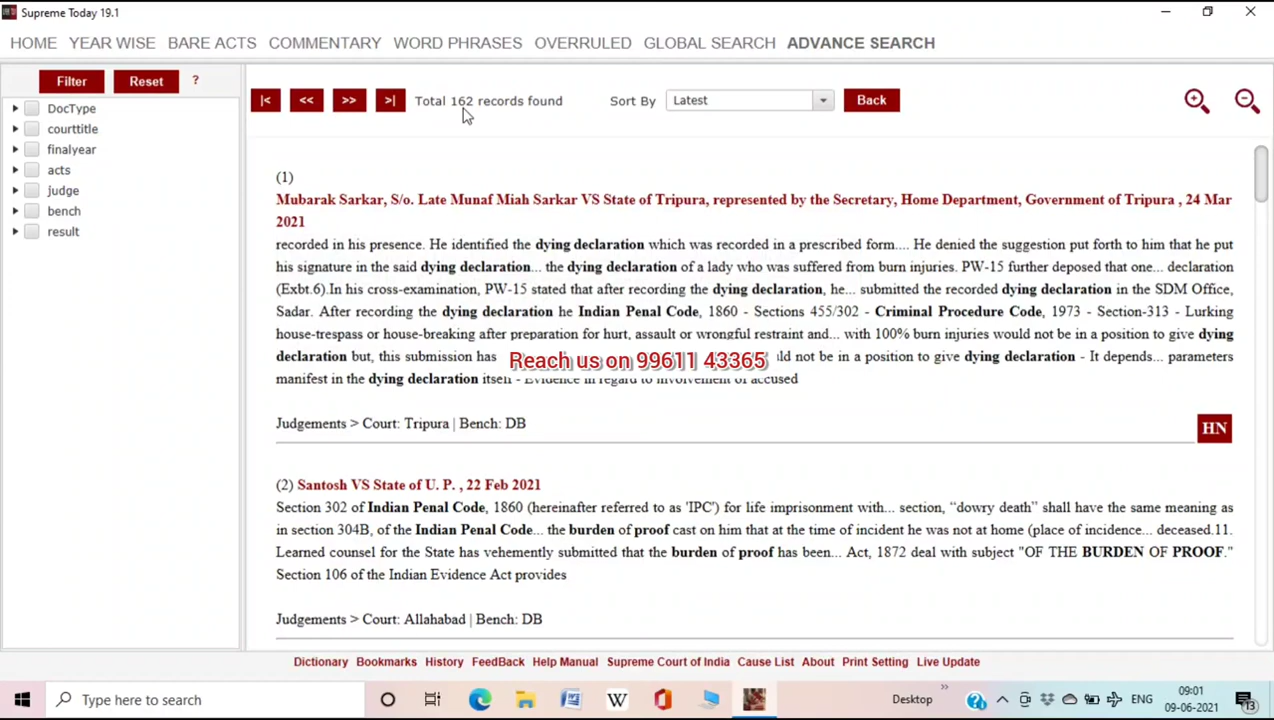 Supreme Today 19.1
HOME YEAR WISE BARE ACTS COMMENTARY WORD PHRASES OVERRULED GLOBAL SEARCH ADVANCE SEARCH
Filter Reset ?
|< << >> >| Total 162 records found Sort By Latest Back
DocType
courttitle
finalyear
acts
judge
bench
result
(1)
Mubarak Sarkar, S/o. Late Munaf Miah Sarkar VS State of Tripura, represented by the Secretary, Home Department, Government of Tripura , 24 Mar
2021
recorded in his presence. He identified the dying declaration which was recorded in a prescribed form.... He denied the suggestion put forth to him that he put
his signature in the said dying declaration... the dying declaration of a lady who was suffered from burn injuries. PW-15 further deposed that one... declaration
(Exbt.6).In his cross-examination, PW-15 stated that after recording the dying declaration, he... submitted the recorded dying declaration in the SDM Office,
Sadar. After recording the dying declaration he Indian Penal Code, 1860 - Sections 455/302 - Criminal Procedure Code, 1973 - Section-313 - Lurking
house-trespass or house-breaking after preparation for hurt, assault or wrongful restraint and... with 100% burn injuries would not be in a position to give dying
declaration but, this submission has not be in a position to give dying declaration - It depends... parameters
Reach us on 99611 43365
manifest in the dying declaration itself - Evidence in regard to involvement of accused
Judgements > Court: Tripura | Bench: DB
HN
(2) Santosh VS State of U. P. , 22 Feb 2021
Section 302 of Indian Penal Code, 1860 (hereinafter referred to as 'IPC') for life imprisonment with... section, “dowry death” shall have the same meaning as
in section 304B, of the Indian Penal Code... the burden of proof cast on him that at the time of incident he was not at home (place of incidence... deceased.11.
Learned counsel for the State has vehemently submitted that the burden of proof has been... Act, 1872 deal with subject "OF THE BURDEN OF PROOF."
Section 106 of the Indian Evidence Act provides
Judgements > Court: Allahabad | Bench: DB
Dictionary Bookmarks History FeedBack Help Manual Supreme Court of India Cause List About Print Setting Live Update
Type here to search
Desktop
ENG
09:01
09-06-2021
13